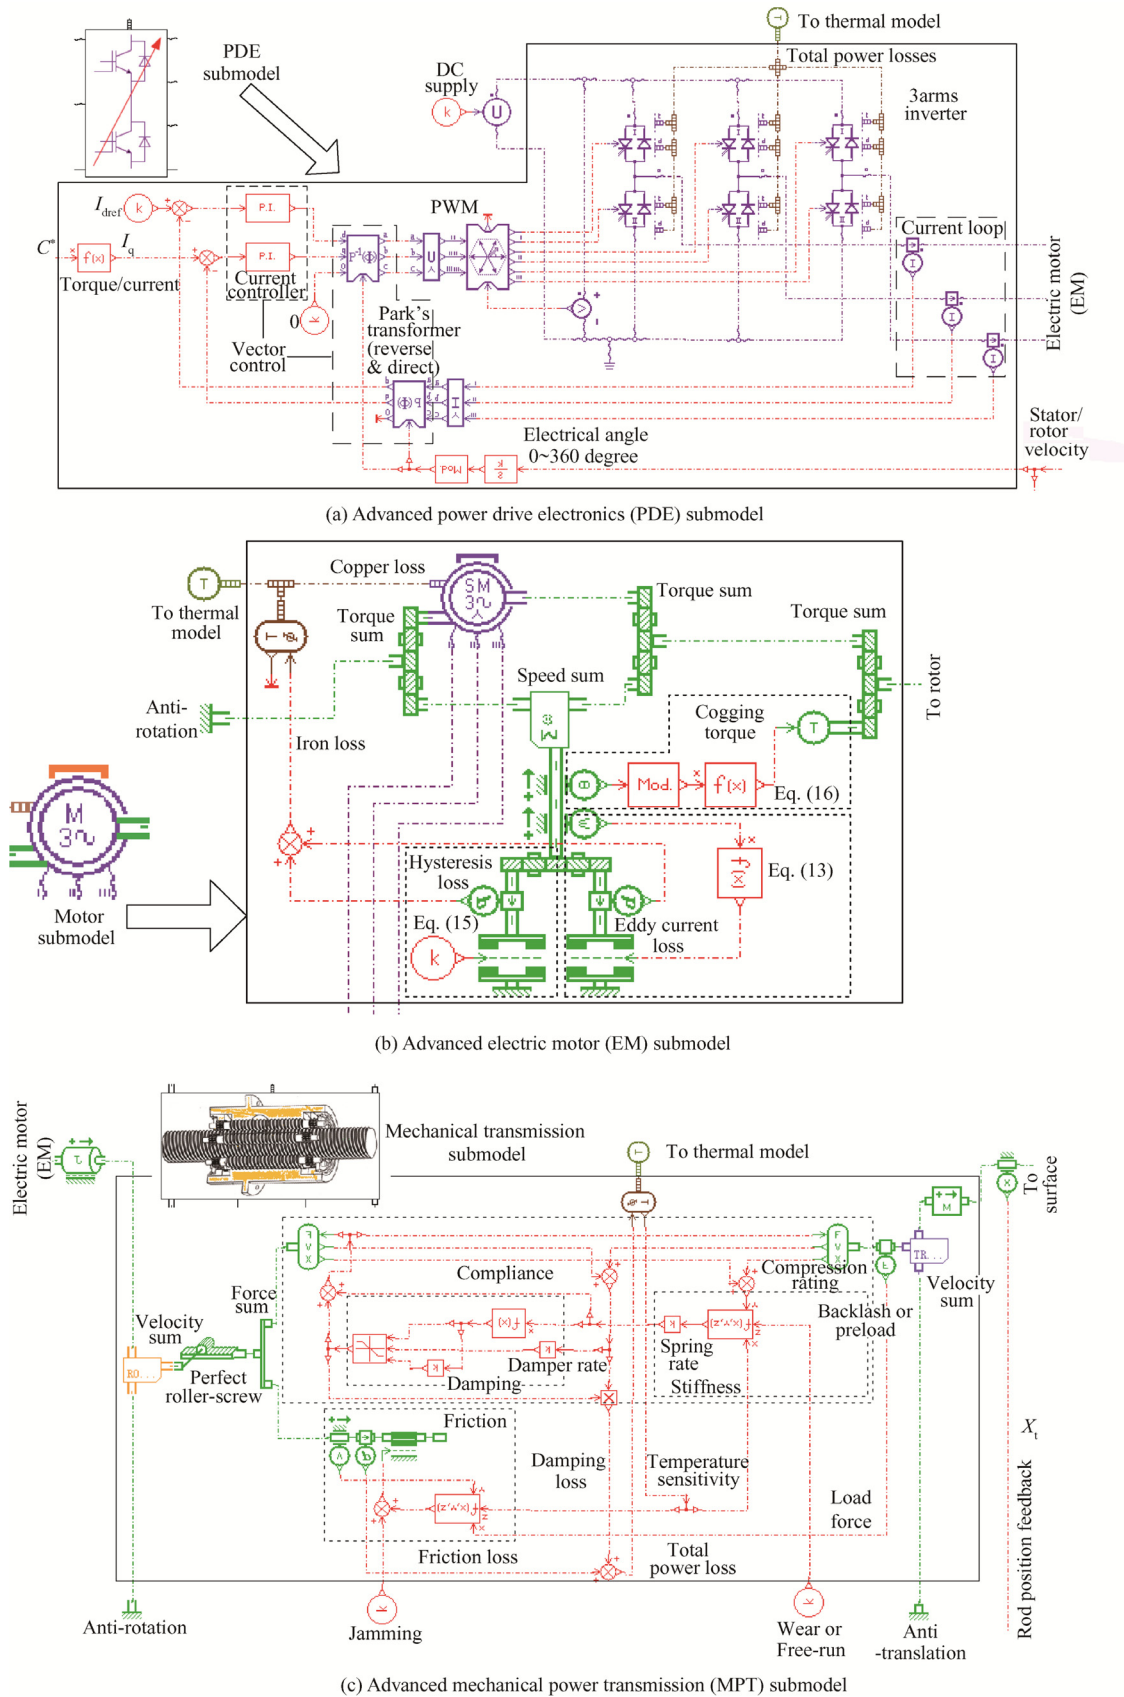 To thermal model
PDE
submodel
DC
supply
Total power losses
3arms
inverter
k
U
I_dref
k
P.I.
PWM
C*
f(x)
I_q
P.I.
Torque/current
Current
controller
0
k
P⁻¹(Φ)
Current loop
Electric motor
(EM)
Vector
control
Park's
transformer
(reverse
& direct)
Electrical angle
0~360 degree
Mod.
Stator/
rotor
velocity
(a) Advanced power drive electronics (PDE) submodel
Copper loss
T
To thermal
model
SM
3
Torque
sum
Torque sum
Torque sum
Speed sum
Anti-
rotation
Iron loss
Cogging
torque
T
To rotor
Mod.
f(x)
Eq. (16)
M
3
Hysteresis
loss
f(x)
Eq. (13)
Eq. (15)
Eddy current
loss
k
Motor
submodel
(b) Advanced electric motor (EM) submodel
Electric motor
(EM)
Mechanical transmission
submodel
To thermal model
To
surface
M
F
V
X
F
V
X
TR...
Compliance
Compression
rating
Velocity
sum
Force
sum
Backlash or
preload
Velocity
sum
RO...
f(x)
k
f(x,y,z)
Spring
rate
Perfect
roller-screw
k
k
Damper rate
Damping
Stiffness
Friction
X_t
Damping
loss
Temperature
sensitivity
f(x,y,z)
Load
force
Friction loss
Total
power loss
Rod position feedback
Anti-rotation
k
Jamming
k
Wear or
Free-run
Anti
-translation
(c) Advanced mechanical power transmission (MPT) submodel